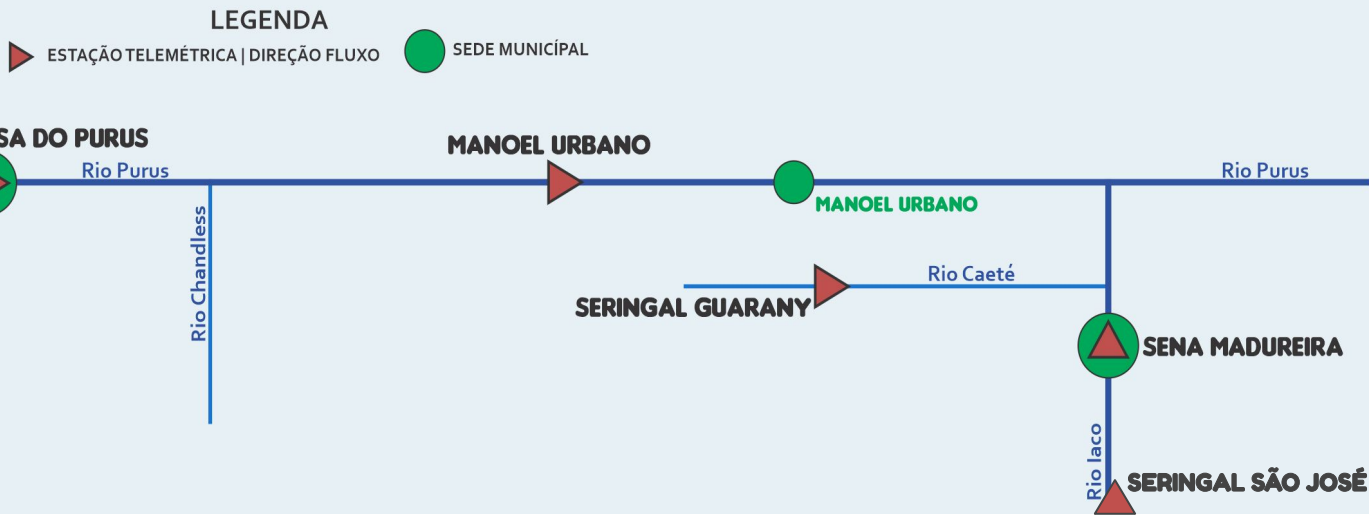 LEGENDA
ESTAÇÃO TELEMÉTRICA | DIREÇÃO FLUXO
SEDE MUNICÍPAL
SA DO PURUS
MANOEL URBANO
Rio Purus
Rio Purus
MANOEL URBANO
Rio Chandless
Rio Caeté
SERINGAL GUARANY
SENA MADUREIRA
Rio Iaco
SERINGAL SÃO JOSÉ